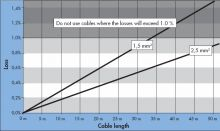 1,4%
Do not use cables where the losses will exceed 1.0 %
1,2%
1,0%
1,5 mm²
2,5 mm²
0,8%
Loss
0,6%
0,4%
0,2%
0,0%
0 m
5 m
10 m
15 m
20 m
25 m
30 m
35 m
40 m
45 m
50 m
Cable length